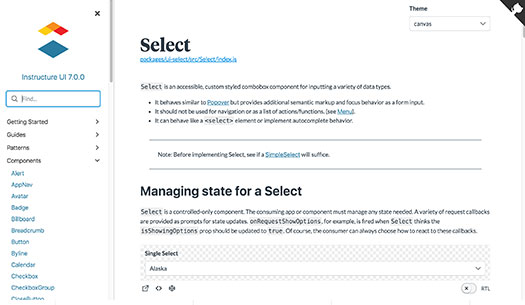 Instructure UI 7.0.0
Find...
Getting Started
Guides
Patterns
Components
Alert
AppNav
Avatar
Badge
Billboard
Breadcrumb
Button
Byline
Calendar
Checkbox
CheckboxGroup
CloseButton
Theme
canvas
Select
packages/ui-select/src/Select/index.js
Select is an accessible, custom styled combobox component for inputting a variety of data types.
• It behaves similar to Popover but provides additional semantic markup and focus behavior as a form input.
• It should not be used for navigation or as a list of actions/functions. (see Menu).
• It can behave like a <select> element or implement autocomplete behavior.
Note: Before implementing Select, see if a SimpleSelect will suffice.
Managing state for a Select
Select is a controlled-only component. The consuming app or component must manage any state needed. A variety of request callbacks
are provided as prompts for state updates. onRequestShowOptions, for example, is fired when Select thinks the
isShowingOptions prop should be updated to true. Of course, the consumer can always choose how to react to these callbacks.
Single Select
Alaska
RTL